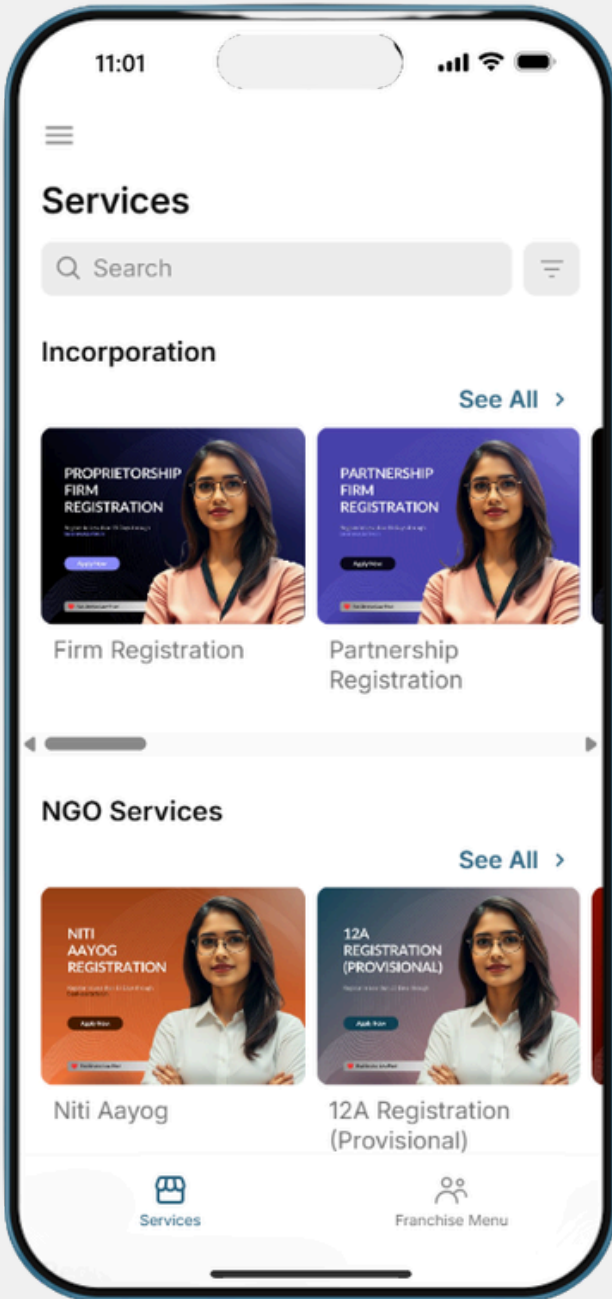 11:01
Services
Search
Incorporation
See All >
PROPRIETORSHIP
FIRM
REGISTRATION
Apply Now
PARTNERSHIP
FIRM
REGISTRATION
Apply Now
Firm Registration
Partnership
Registration
NGO Services
See All >
NITI
AAYOG
REGISTRATION
Apply Now
12A
REGISTRATION
(PROVISIONAL)
Apply Now
Niti Aayog
12A Registration
(Provisional)
Services
Franchise Menu